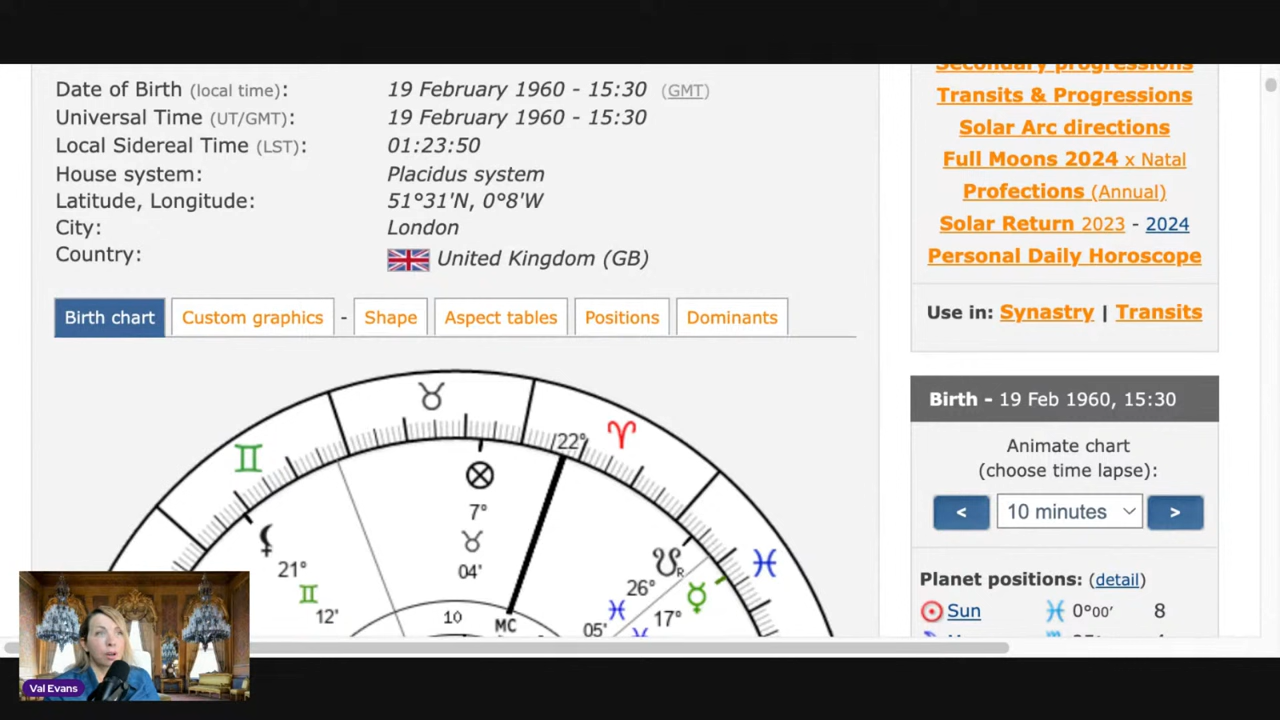 Date of Birth (local time): 19 February 1960 - 15:30 (GMT)
Universal Time (UT/GMT): 19 February 1960 - 15:30
Local Sidereal Time (LST): 01:23:50
House system: Placidus system
Latitude, Longitude: 51°31'N, 0°8'W
City: London
Country: United Kingdom (GB)
Birth chart Custom graphics - Shape Aspect tables Positions Dominants
22°
7°
04'
21°
12'
10
MC
26°
R
17°
05'
Val Evans
Secondary progressions
Transits & Progressions
Solar Arc directions
Full Moons 2024 x Natal
Profections (Annual)
Solar Return 2023 - 2024
Personal Daily Horoscope
Use in: Synastry | Transits
Birth - 19 Feb 1960, 15:30
Animate chart
(choose time lapse):
< 10 minutes >
Planet positions: (detail)
Sun 0°00' 8